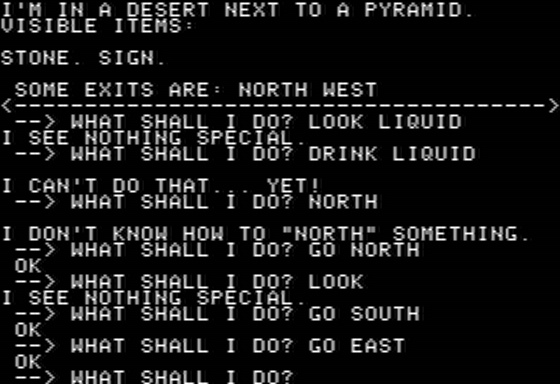 I'M IN A DESERT NEXT TO A PYRAMID.
VISIBLE ITEMS:
STONE. SIGN.
SOME EXITS ARE: NORTH WEST
<--------------------------------------->
--> WHAT SHALL I DO? LOOK LIQUID
I SEE NOTHING SPECIAL.
--> WHAT SHALL I DO? DRINK LIQUID
I CAN'T DO THAT... YET!
--> WHAT SHALL I DO? NORTH
I DON'T KNOW HOW TO "NORTH" SOMETHING.
--> WHAT SHALL I DO? GO NORTH
OK
--> WHAT SHALL I DO? LOOK
I SEE NOTHING SPECIAL.
--> WHAT SHALL I DO? GO SOUTH
OK
--> WHAT SHALL I DO? GO EAST
OK
--> WHAT SHALL I DO?